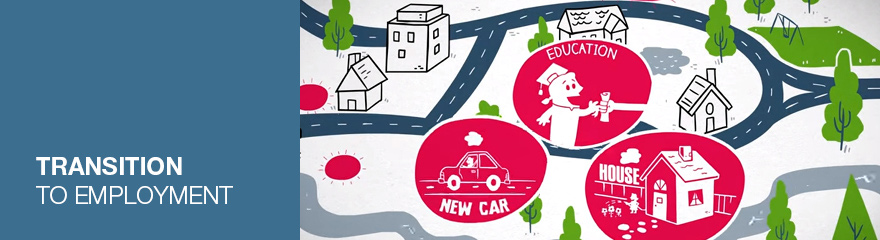 TRANSITION
TO EMPLOYMENT
EDUCATION
NEW CAR
HOUSE